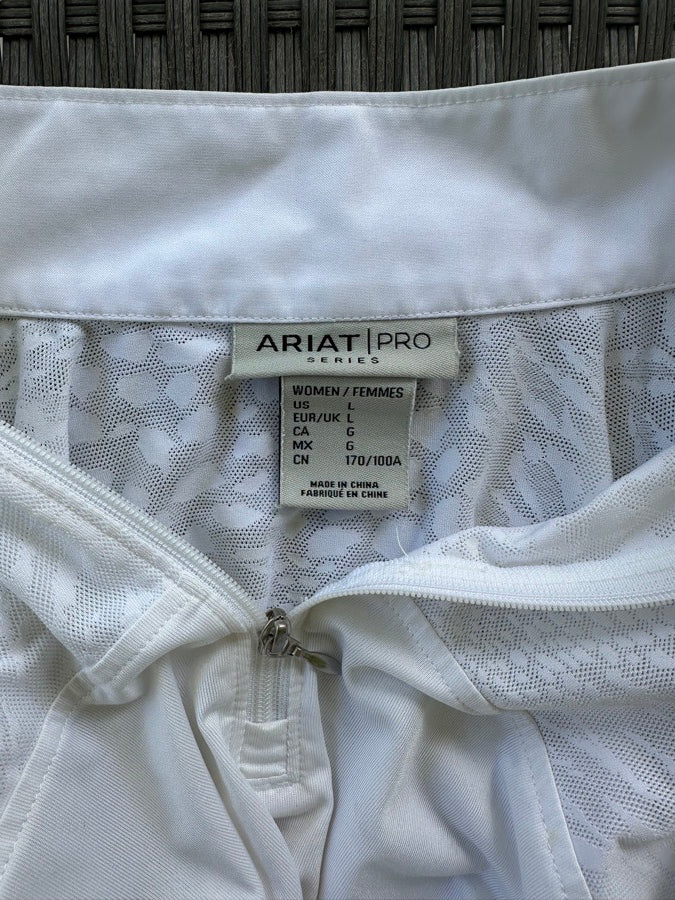 ARIAT|PRO
SERIES
WOMEN / FEMMES
US L
EUR/UK L
CA G
MX G
CN 170/100A
MADE IN CHINA
FABRIQUÉ EN CHINE